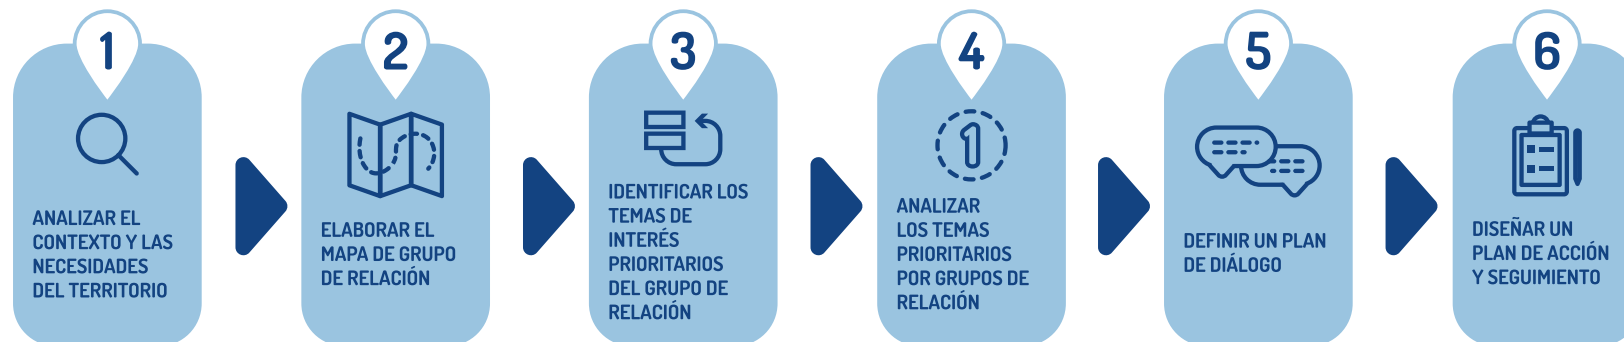 1
ANALIZAR EL
CONTEXTO Y LAS
NECESIDADES
DEL TERRITORIO
2
ELABORAR EL
MAPA DE GRUPO
DE RELACIÓN
3
IDENTIFICAR LOS
TEMAS DE
INTERÉS
PRIORITARIOS
DEL GRUPO DE
RELACIÓN
4
1
ANALIZAR
LOS TEMAS
PRIORITARIOS
POR GRUPOS DE
RELACIÓN
5
DEFINIR UN PLAN
DE DIÁLOGO
6
DISEÑAR UN
PLAN DE ACCIÓN
Y SEGUIMIENTO